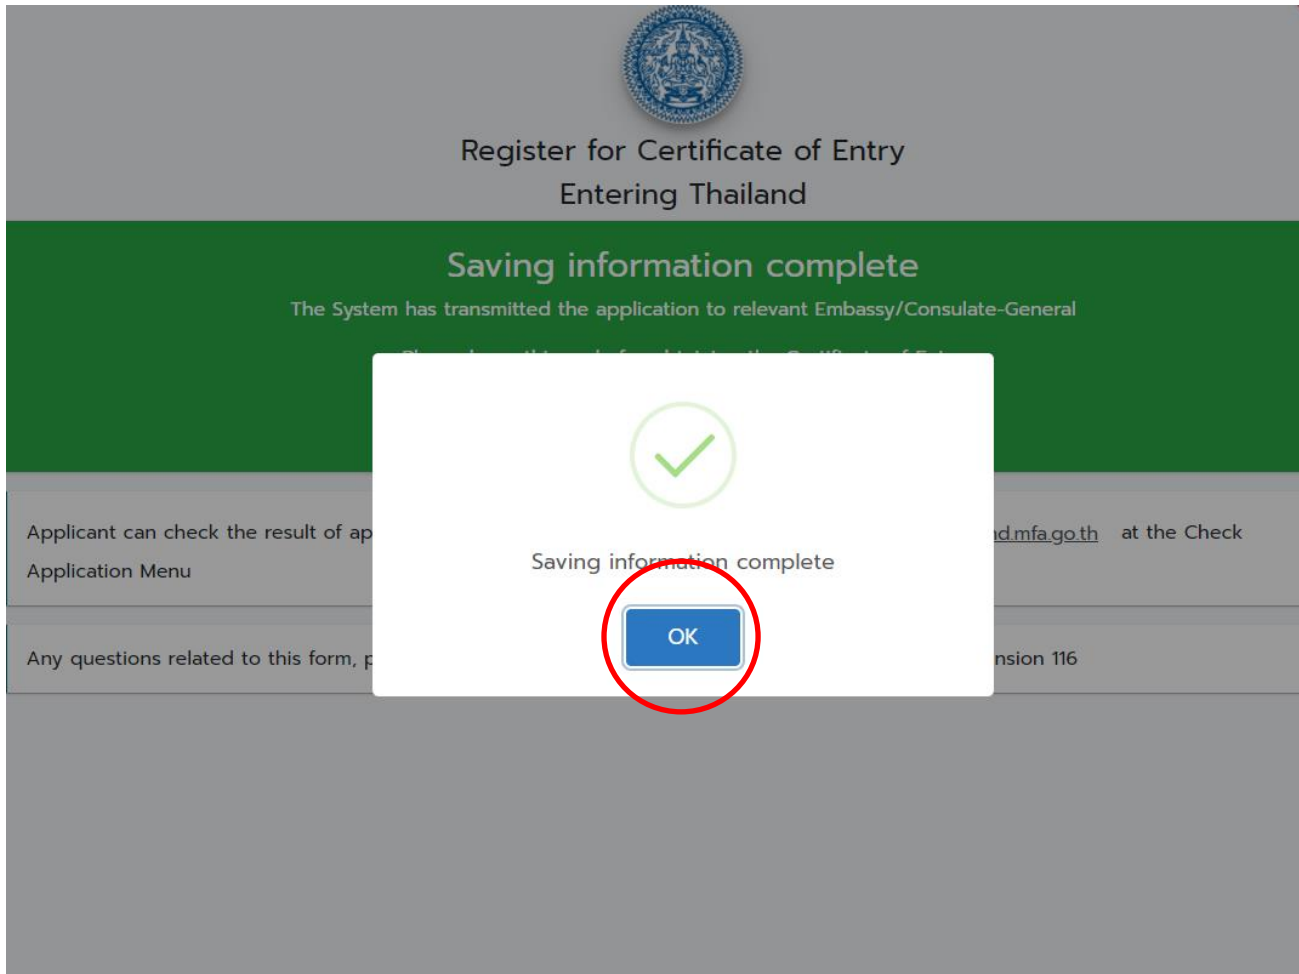 Register for Certificate of Entry
Entering Thailand
Saving information complete
The System has transmitted the application to relevant Embassy/Consulate-General
Applicant can check the result of ap
nd.mfa.go.th at the Check
Application Menu
Saving information complete
OK
Any questions related to this form, p
nsion 116